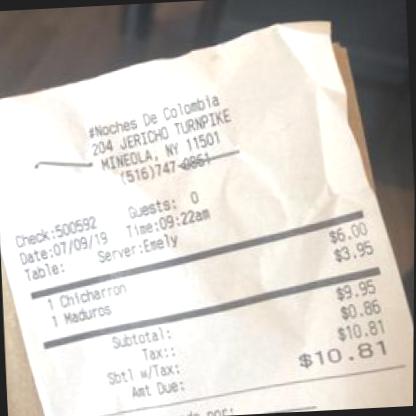 #Noches De Colombia
204 JERICHO TURNPIKE
MINEOLA, NY 11501
(516)747-0861
Check:500592 Guests: 0
Date:07/09/19 Time:09:22am
Table: Server:Emely
1 Chicharron $6.00
1 Maduros $3.95
Subtotal: $9.95
Tax:: $0.86
Sbtl w/Tax: $10.81
Amt Due: $10.81